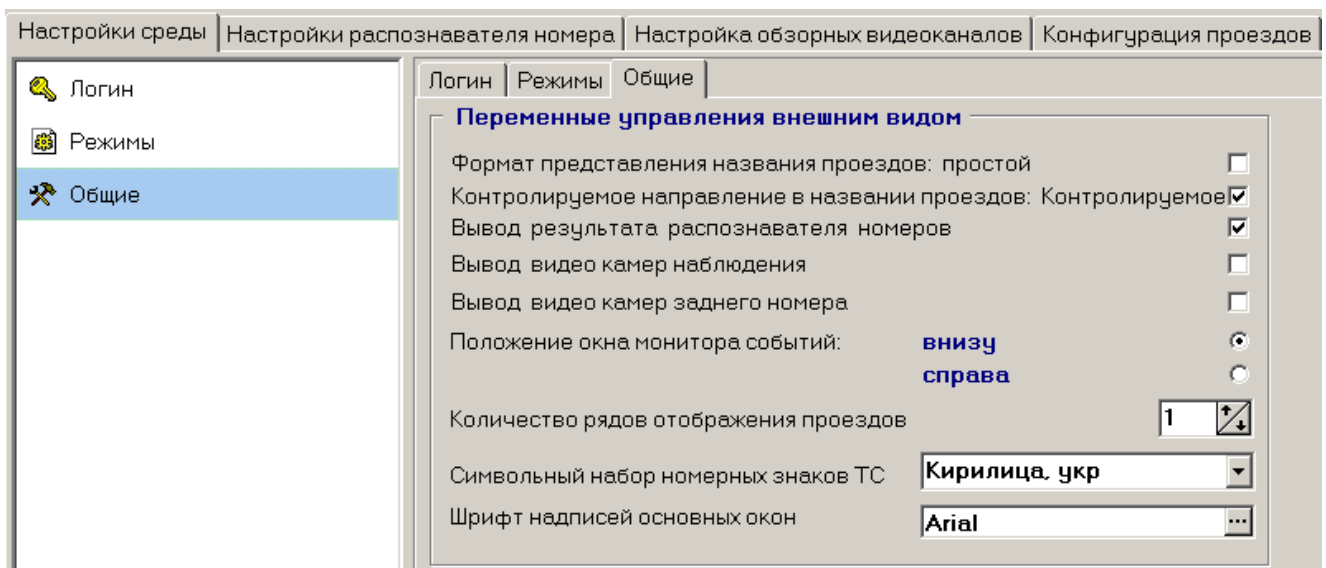 Настройки среды Настройки распознавателя номера Настройка обзорных видеоканалов Конфигурация проездов
Логин
Режимы
Общие
Логин Режимы Общие
Переменные управления внешним видом
Формат представления названия проездов: простой
Контролируемое направление в названии проездов: Контролируемое
Вывод результата распознавателя номеров
Вывод видео камер наблюдения
Вывод видео камер заднего номера
Положение окна монитора событий: внизу
справа
Количество рядов отображения проездов 1
Символьный набор номерных знаков ТС Кирилица, укр
Шрифт надписей основных окон Arial ...